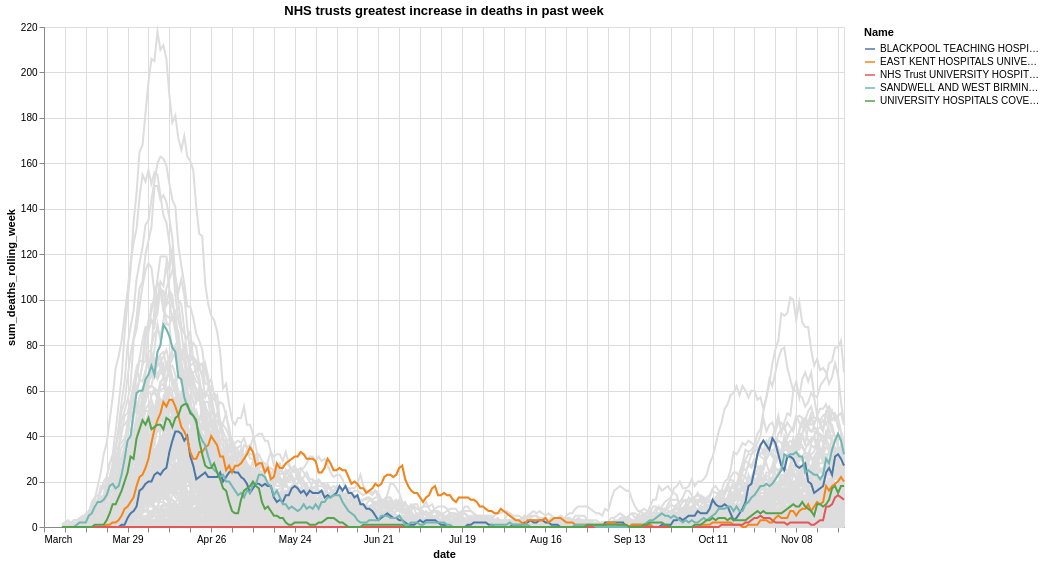 NHS trusts greatest increase in deaths in past week
Name
BLACKPOOL TEACHING HOSPI…
EAST KENT HOSPITALS UNIVE…
NHS Trust UNIVERSITY HOSPIT…
SANDWELL AND WEST BIRMIN…
UNIVERSITY HOSPITALS COVE…
sum_deaths_rolling_week
220
200
180
160
140
120
100
80
60
40
20
0
March Mar 29 Apr 26 May 24 Jun 21 Jul 19 Aug 16 Sep 13 Oct 11 Nov 08
date